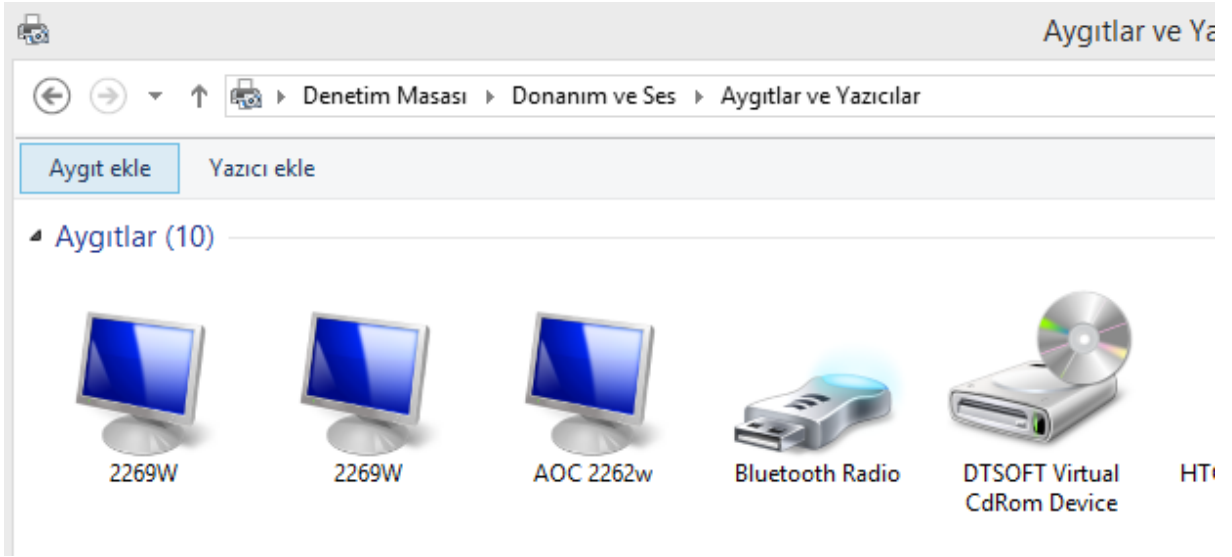 Aygıtlar ve Ya
Denetim Masası Donanım ve Ses Aygıtlar ve Yazıcılar
Aygıt ekle Yazıcı ekle
Aygıtlar (10)
2269W 2269W AOC 2262w Bluetooth Radio DTSOFT Virtual HT
CdRom Device